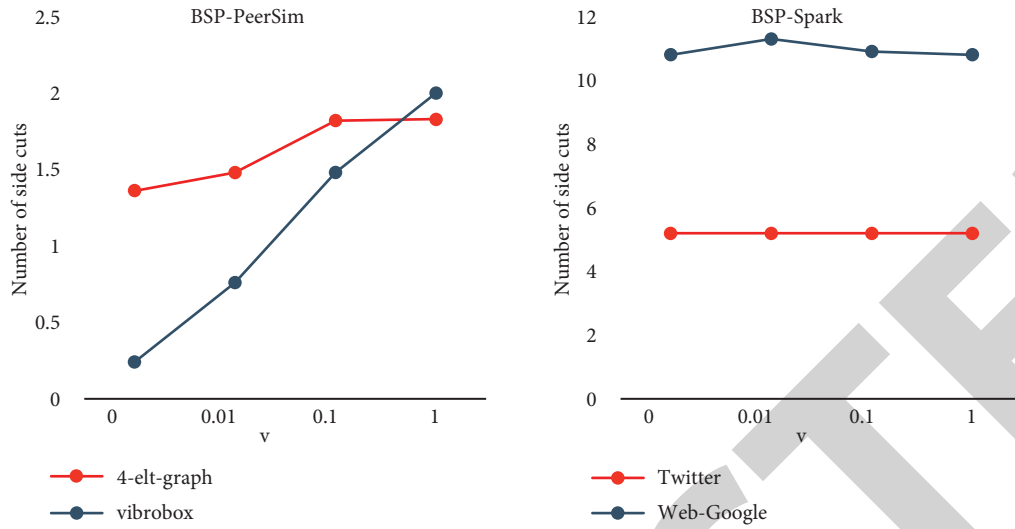 BSP-PeerSim
2.5
2
1.5
1
0.5
0
Number of side cuts
0 0.01 0.1 1
v
4-elt-graph
vibrobox
BSP-Spark
12
10
8
6
4
2
0
Number of side cuts
0 0.01 0.1 1
v
Twitter
Web-Google